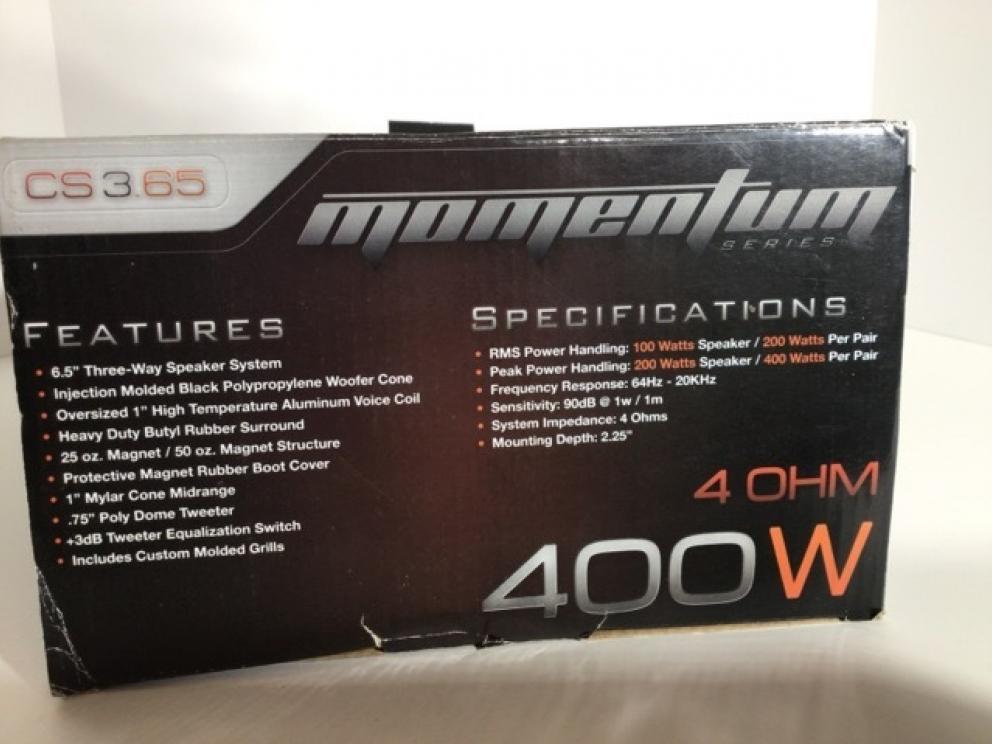 CS 3.65
momentum
SERIES
FEATURES
• 6.5" Three-Way Speaker System
• Injection Molded Black Polypropylene Woofer Cone
• Oversized 1" High Temperature Aluminum Voice Coil
• Heavy Duty Butyl Rubber Surround
• 25 oz. Magnet / 50 oz. Magnet Structure
• Protective Magnet Rubber Boot Cover
• 1" Mylar Cone Midrange
• .75" Poly Dome Tweeter
• +3dB Tweeter Equalization Switch
• Includes Custom Molded Grills
SPECIFICATIONS
• RMS Power Handling: 100 Watts Speaker / 200 Watts Per Pair
• Peak Power Handling: 200 Watts Speaker / 400 Watts Per Pair
• Frequency Response: 64Hz - 20KHz
• Sensitivity: 90dB @ 1w / 1m
• System Impedance: 4 Ohms
• Mounting Depth: 2.25"
4 OHM
400W